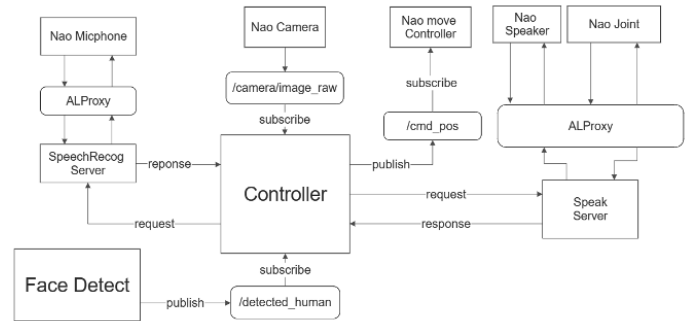 Nao Micphone
Nao Camera
Nao move
Controller
Nao
Speaker
Nao Joint
ALProxy
/camera/image_raw
subscribe
subscribe
/cmd_pos
ALProxy
SpeechRecog
Server
reponse
Controller
publish
request
request
response
Speak
Server
subscribe
Face Detect
publish
/detected_human